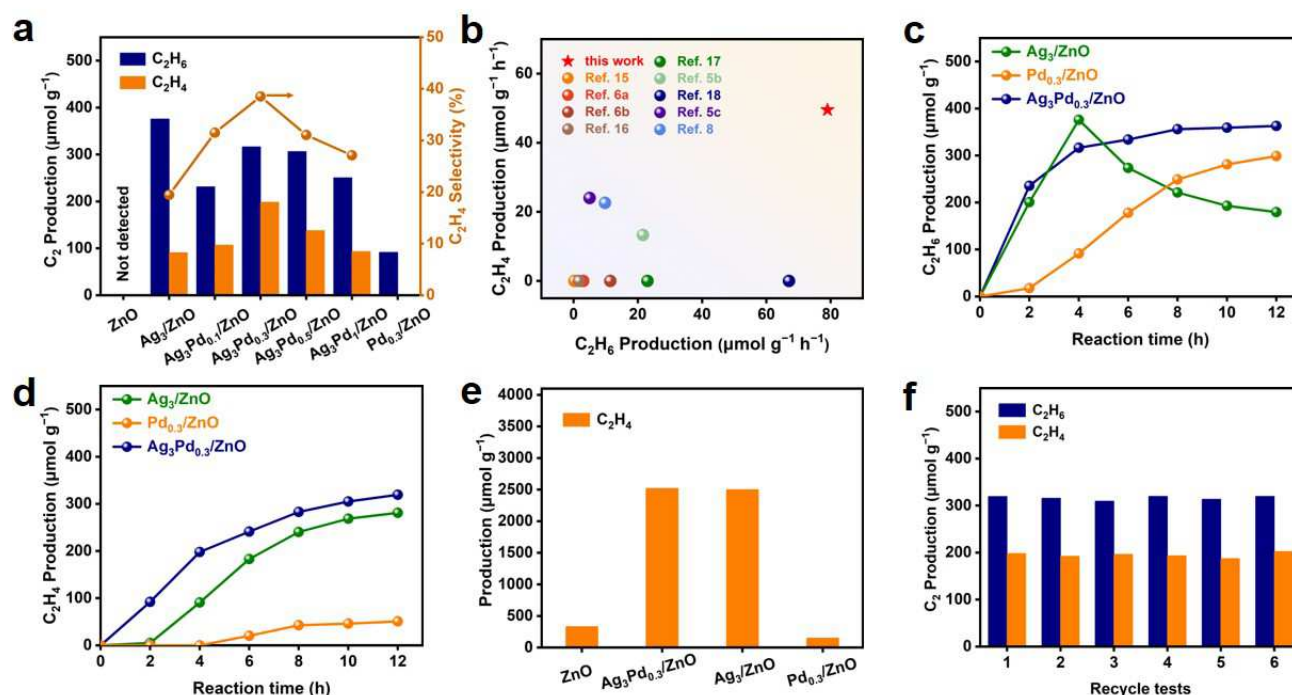 a
C₂ Production (μmol g⁻¹)
500
400
300
200
100
0
C₂H₆
C₂H₄
Not detected
50
40
30
20
10
0
C₂H₄ Selectivity (%)
ZnO
Ag₃/ZnO
Ag₃Pd₀.₁/ZnO
Ag₃Pd₀.₃/ZnO
Ag₃Pd₀.₅/ZnO
Ag₃Pd₁/ZnO
Pd₀.₃/ZnO
b
C₂H₄ Production (μmol g⁻¹ h⁻¹)
60
40
20
0
this work
Ref. 17
Ref. 15
Ref. 5b
Ref. 6a
Ref. 18
Ref. 6b
Ref. 5c
Ref. 16
Ref. 8
0
20
40
60
80
C₂H₆ Production (μmol g⁻¹ h⁻¹)
c
C₂H₆ Production (μmol g⁻¹)
500
400
300
200
100
0
Ag₃/ZnO
Pd₀.₃/ZnO
Ag₃Pd₀.₃/ZnO
0
2
4
6
8
10
12
Reaction time (h)
d
C₂H₄ Production (μmol g⁻¹)
500
400
300
200
100
0
Ag₃/ZnO
Pd₀.₃/ZnO
Ag₃Pd₀.₃/ZnO
0
2
4
6
8
10
12
Reaction time (h)
e
Production (μmol g⁻¹)
4000
3500
3000
2500
2000
1500
1000
500
0
C₂H₄
ZnO
Ag₃Pd₀.₃/ZnO
Ag₃/ZnO
Pd₀.₃/ZnO
f
C₂ Production (μmol g⁻¹)
500
400
300
200
100
0
C₂H₆
C₂H₄
1
2
3
4
5
6
Recycle tests